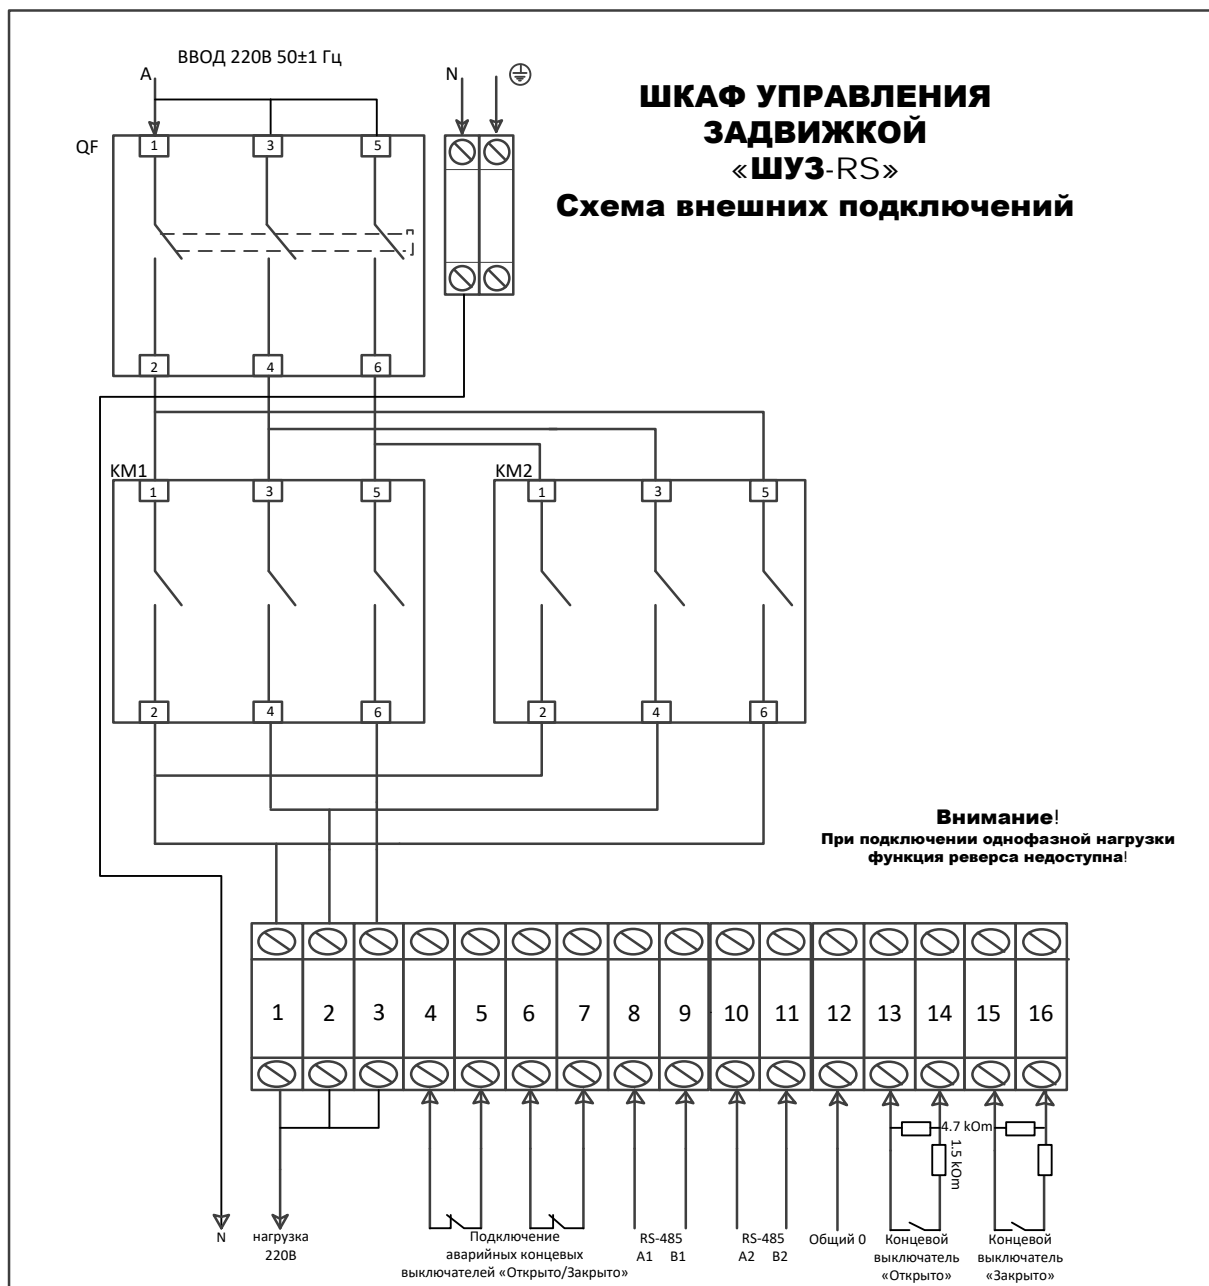 ВВОД 220В 50±1 Гц
A
N
ШКАФ УПРАВЛЕНИЯ
ЗАДВИЖКОЙ
«ШУЗ-RS»
Схема внешних подключений
QF
1 3 5
2 4 6
KM1
KM2
1 3 5 1 3 5
2 4 6 2 4 6
Внимание!
При подключении однофазной нагрузки
функция реверса недоступна!
1 2 3 4 5 6 7 8 9 10 11 12 13 14 15 16
4.7 kOm
1.5 kOm
N
нагрузка
220В
Подключение
аварийных концевых
выключателей «Открыто/Закрыто»
RS-485
A1 B1
RS-485
A2 B2
Общий 0
Концевой
выключатель
«Открыто»
Концевой
выключатель
«Закрыто»